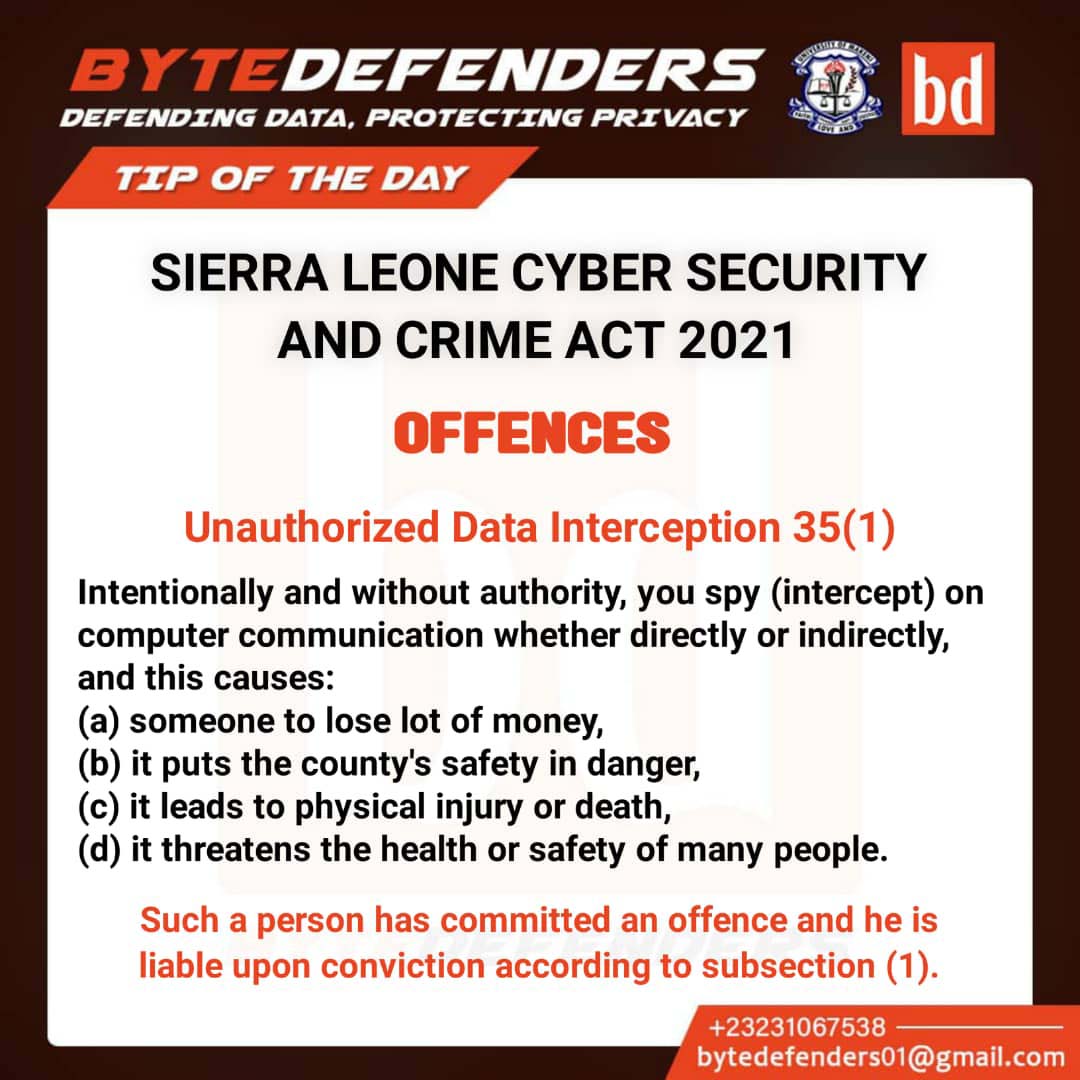 BYTEDEFENDERS
DEFENDING DATA, PROTECTING PRIVACY
UNIVERSITY OF MAKENI
LOVE AND
bd
TIP OF THE DAY
SIERRA LEONE CYBER SECURITY
AND CRIME ACT 2021
OFFENCES
Unauthorized Data Interception 35(1)
Intentionally and without authority, you spy (intercept) on
computer communication whether directly or indirectly,
and this causes:
(a) someone to lose lot of money,
(b) it puts the county's safety in danger,
(c) it leads to physical injury or death,
(d) it threatens the health or safety of many people.
Such a person has committed an offence and he is
liable upon conviction according to subsection (1).
+23231067538
bytedefenders01@gmail.com